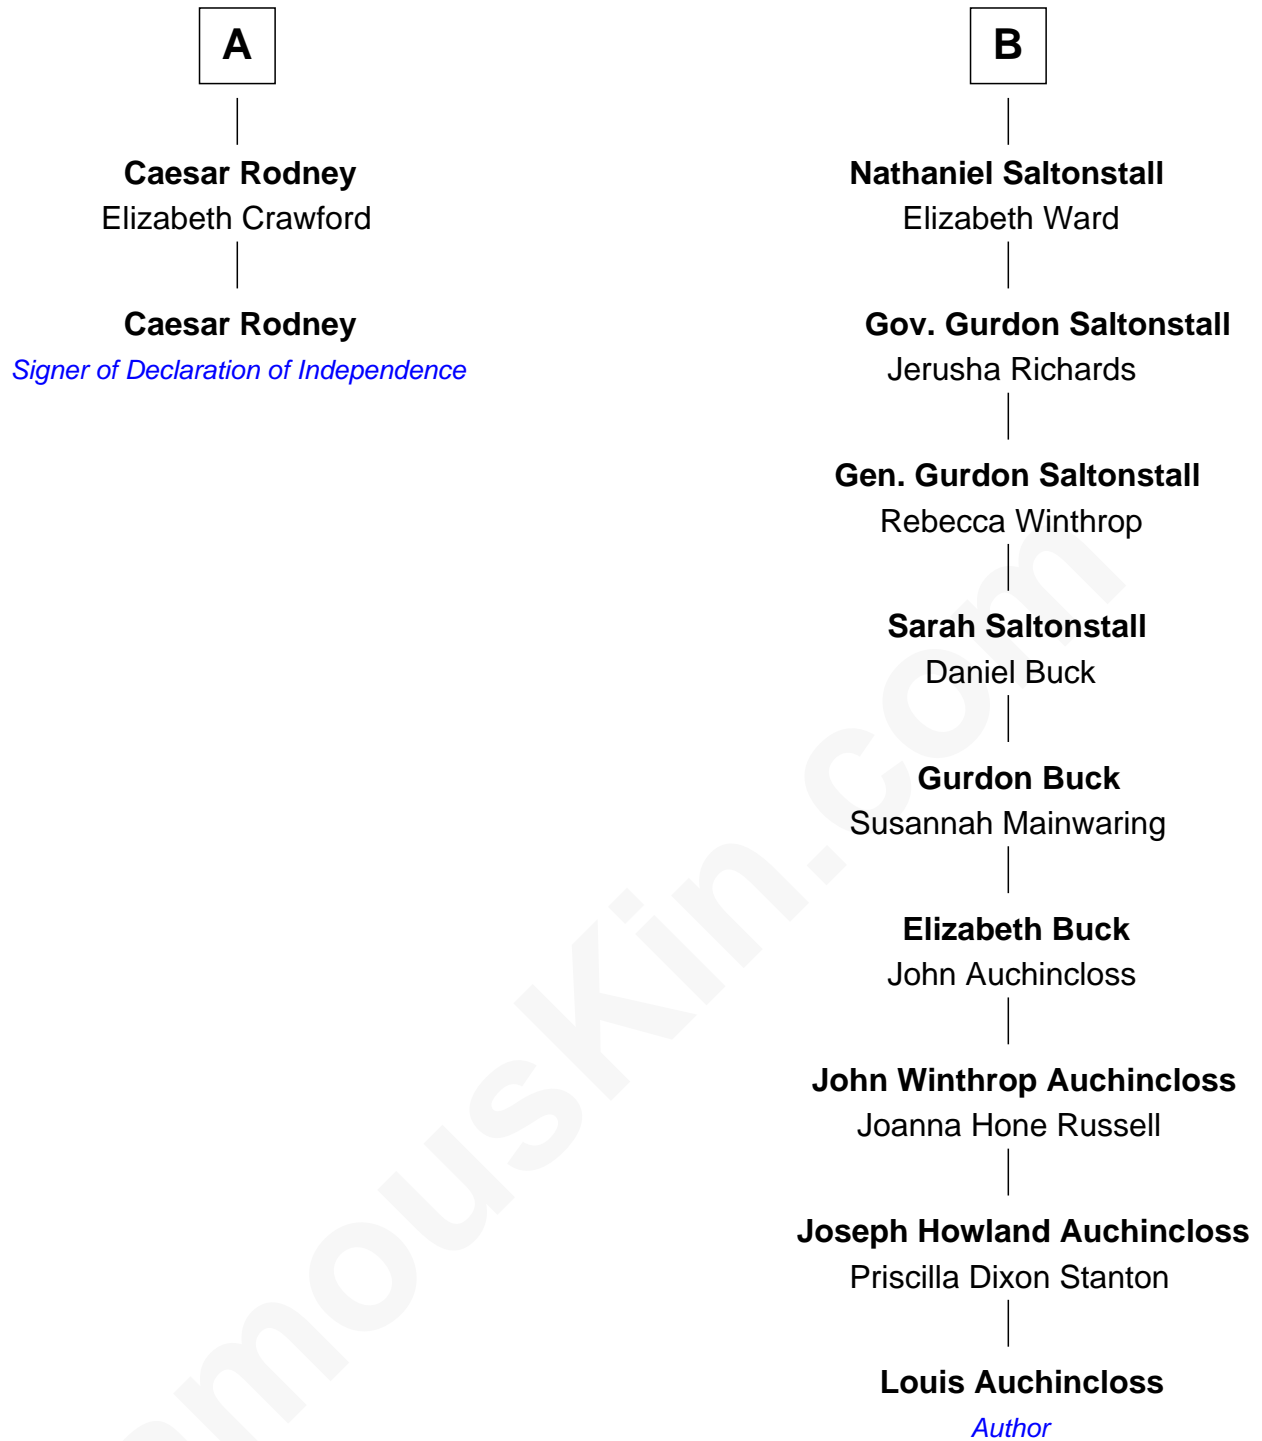 A
Caesar Rodney
Elizabeth Crawford
Caesar Rodney
Signer of Declaration of Independence
B
Nathaniel Saltonstall
Elizabeth Ward
Gov. Gurdon Saltonstall
Jerusha Richards
Gen. Gurdon Saltonstall
Rebecca Winthrop
Sarah Saltonstall
Daniel Buck
Gurdon Buck
Susannah Mainwaring
Elizabeth Buck
John Auchincloss
John Winthrop Auchincloss
Joanna Hone Russell
Joseph Howland Auchincloss
Priscilla Dixon Stanton
Louis Auchincloss
Author
amouskin.com